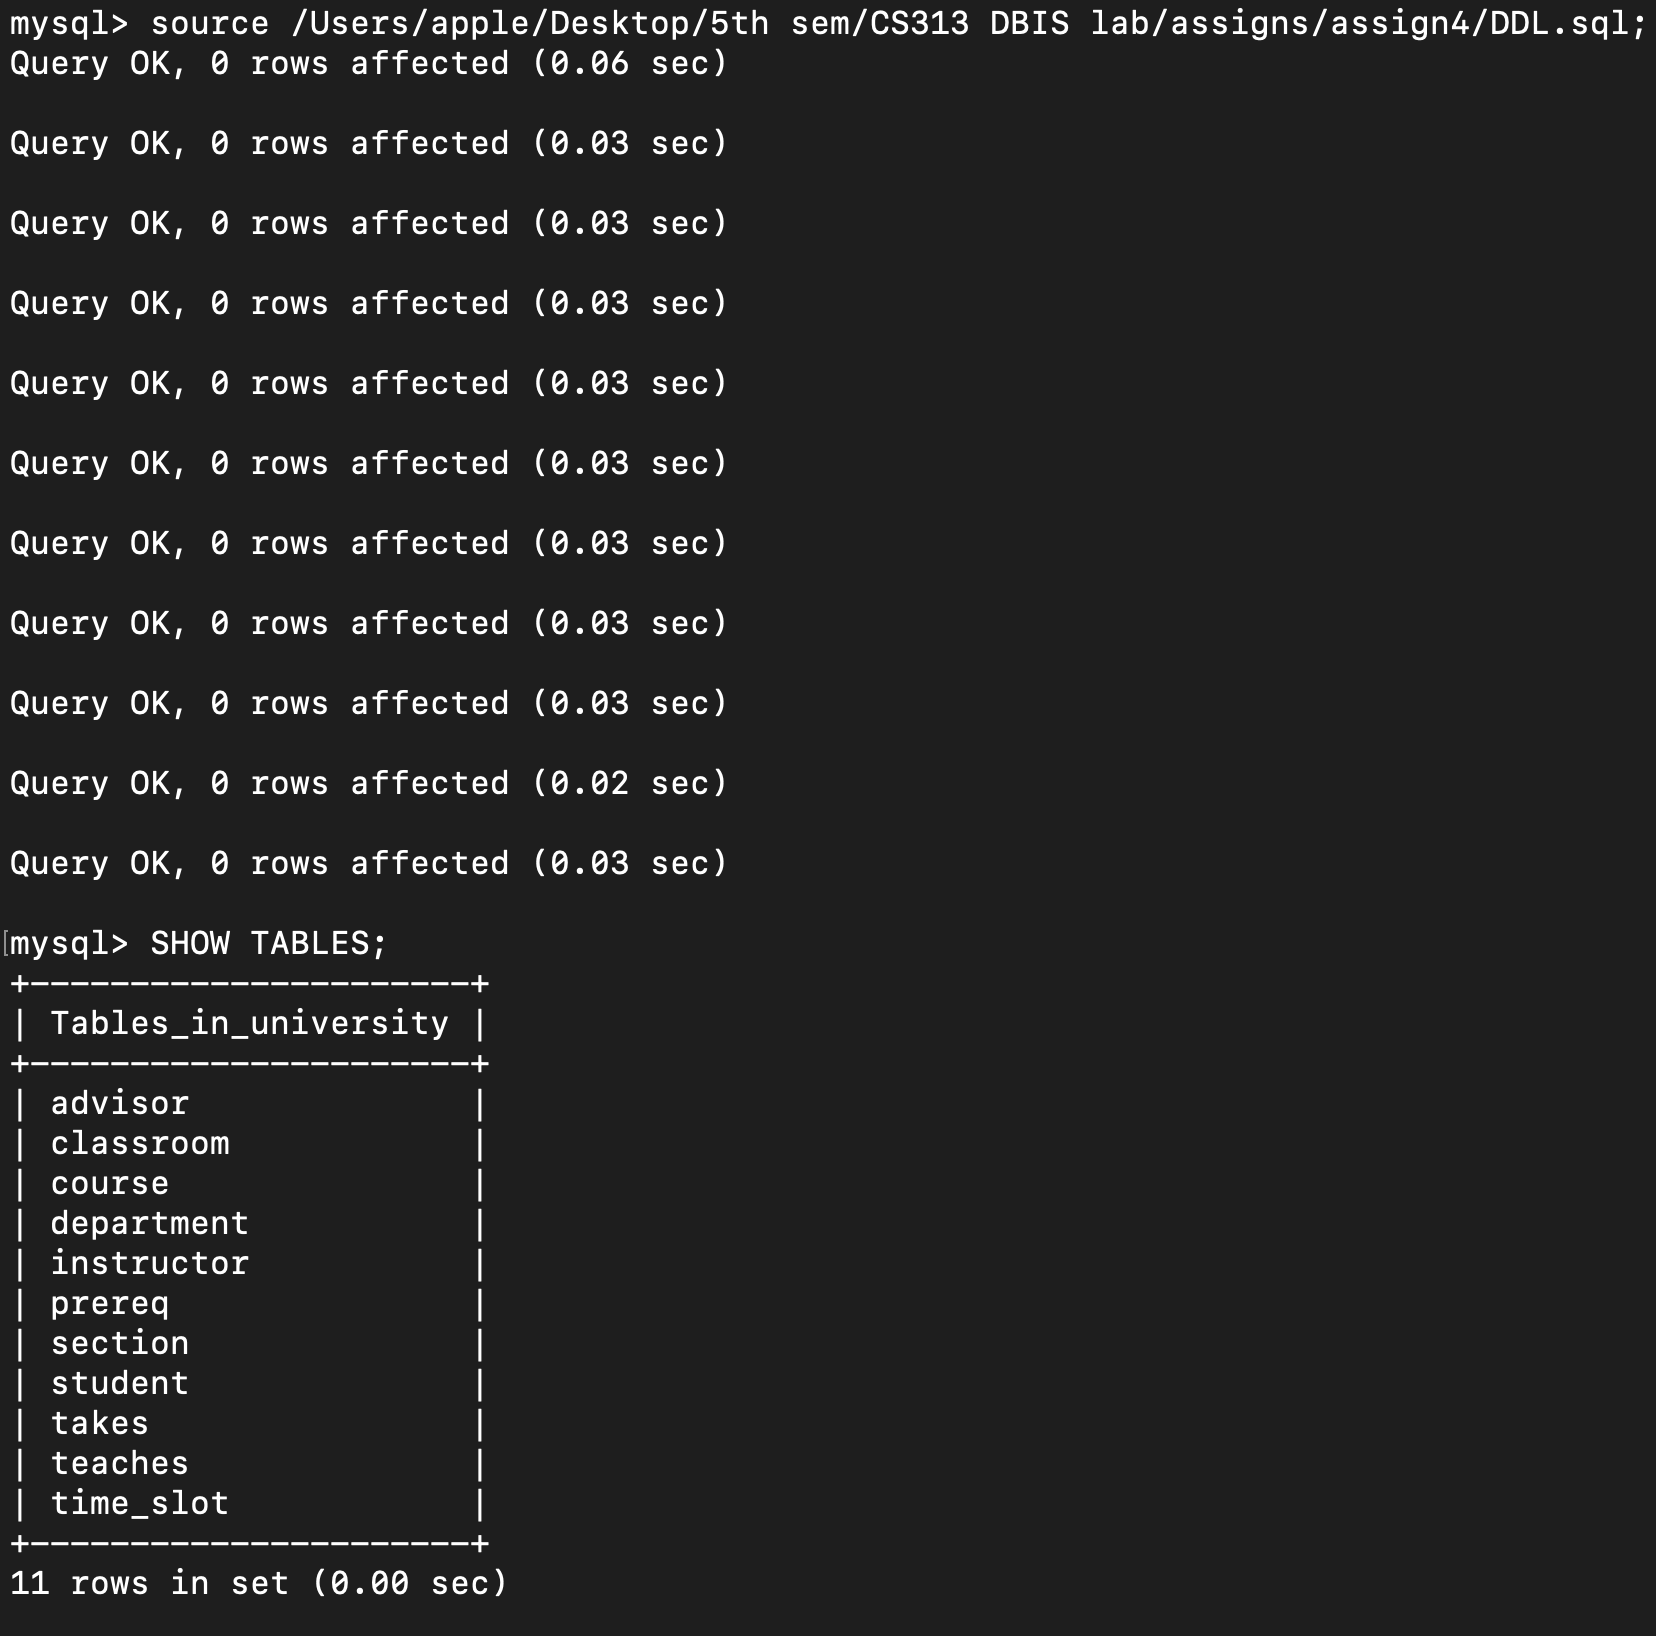 mysql> source /Users/apple/Desktop/5th sem/CS313 DBIS lab/assigns/assign4/DDL.sql;
Query OK, 0 rows affected (0.06 sec)
Query OK, 0 rows affected (0.03 sec)
Query OK, 0 rows affected (0.03 sec)
Query OK, 0 rows affected (0.03 sec)
Query OK, 0 rows affected (0.03 sec)
Query OK, 0 rows affected (0.03 sec)
Query OK, 0 rows affected (0.03 sec)
Query OK, 0 rows affected (0.03 sec)
Query OK, 0 rows affected (0.03 sec)
Query OK, 0 rows affected (0.02 sec)
Query OK, 0 rows affected (0.03 sec)
[mysql> SHOW TABLES;
+----------------------+
| Tables_in_university |
+----------------------+
| advisor              |
| classroom            |
| course               |
| department           |
| instructor           |
| prereq               |
| section              |
| student              |
| takes                |
| teaches              |
| time_slot            |
+----------------------+
11 rows in set (0.00 sec)